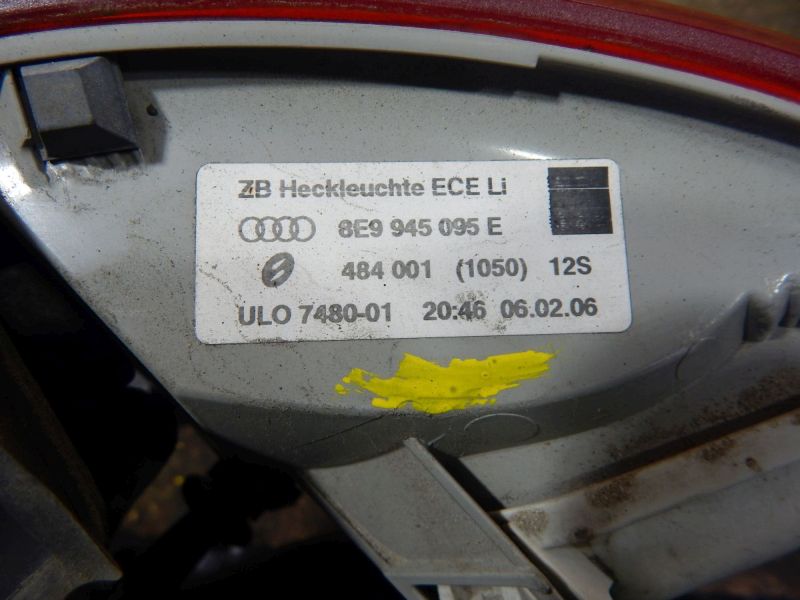 ZB Heckleuchte ECE Li
8E9 945 095 E
484 001 (1050) 12S
ULO 7480-01 20:46 06.02.06